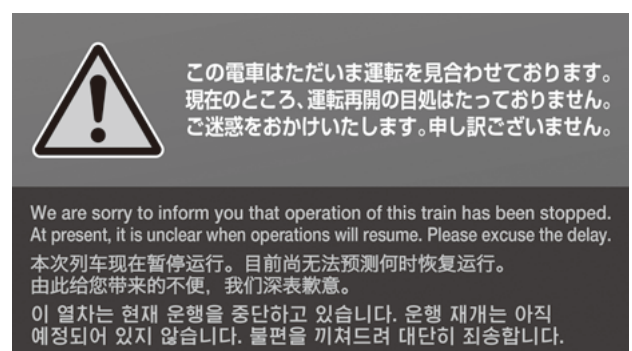 この電車はただいま運転を見合わせております。
現在のところ、運転再開の目処はたっておりません。
ご迷惑をおかけいたします。申し訳ございません。
We are sorry to inform you that operation of this train has been stopped.
At present, it is unclear when operations will resume. Please excuse the delay.
本次列车现在暂停运行。目前尚无法预测何时恢复运行。
由此给您带来的不便，我们深表歉意。
이 열차는 현재 운행을 중단하고 있습니다. 운행 재개는 아직
예정되어 있지 않습니다. 불편을 끼쳐드려 대단히 죄송합니다.